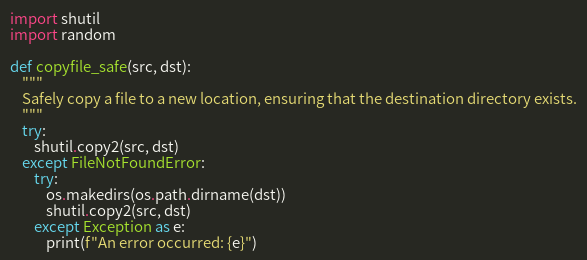 import shutil
import random

def copyfile_safe(src, dst):
    """
    Safely copy a file to a new location, ensuring that the destination directory exists.
    """
    try:
        shutil.copy2(src, dst)
    except FileNotFoundError:
        try:
            os.makedirs(os.path.dirname(dst))
            shutil.copy2(src, dst)
        except Exception as e:
            print(f"An error occurred: {e}")